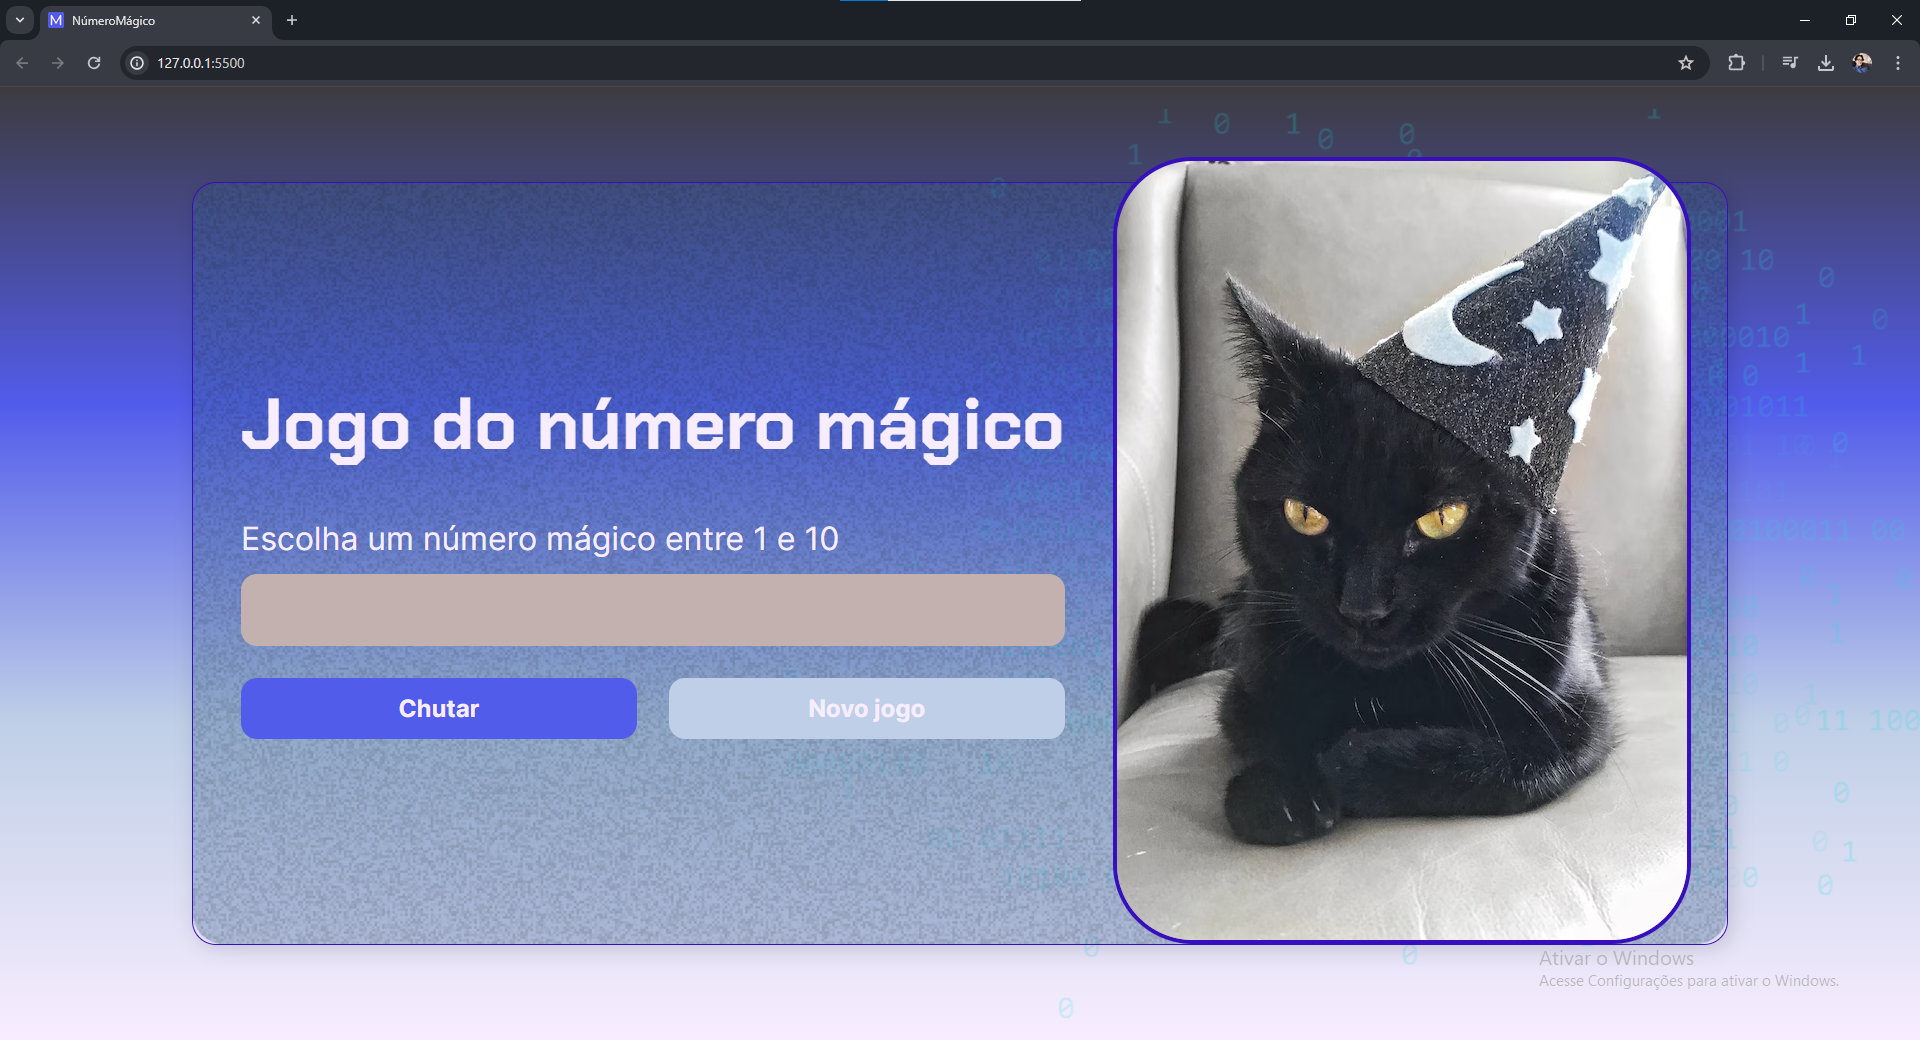 M NúmeroMágico
127.0.0.1:5500
Jogo do número mágico
Escolha um número mágico entre 1 e 10
Chutar
Novo jogo
Ativar o Windows
Acesse Configurações para ativar o Windows.